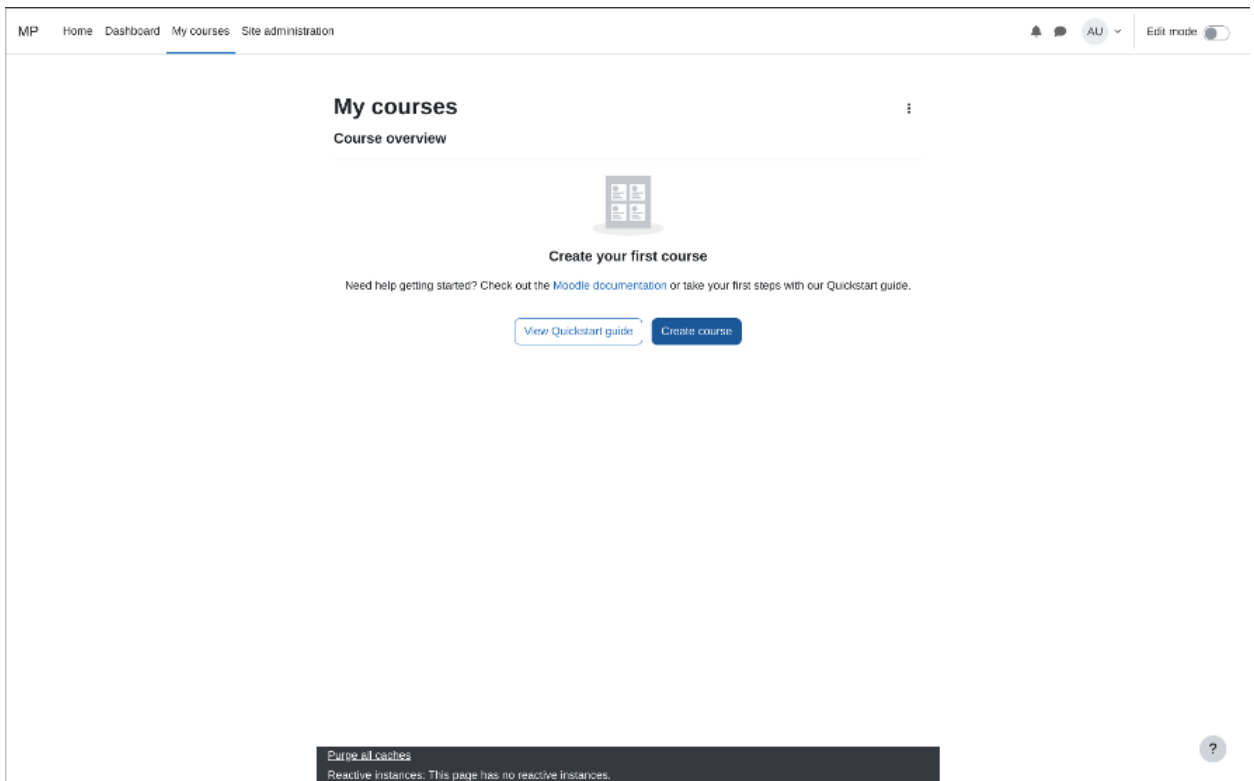 MP Home Dashboard My courses Site administration AU Edit mode
My courses
Course overview
Create your first course
Need help getting started? Check out the Moodle documentation or take your first steps with our Quickstart guide.
View Quickstart guide Create course
Purge all caches
?
Reactive instances: This page has no reactive instances.